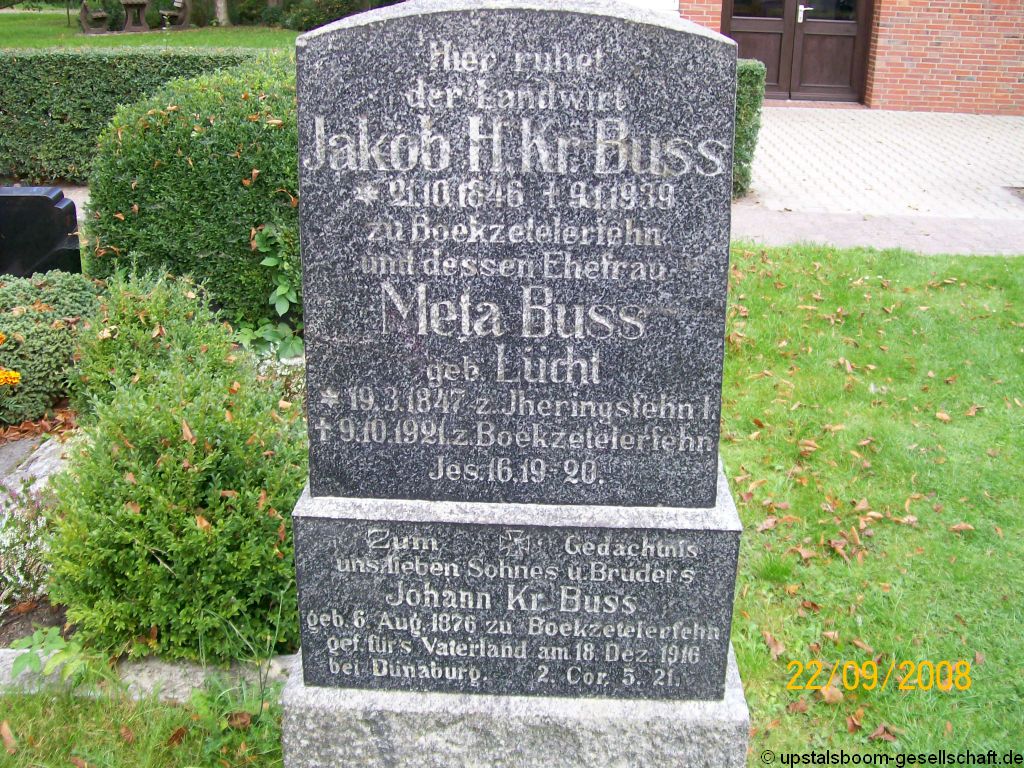 Hier ruhet
der Landwirt
Jakob H. Kr. Buss
* 21.10.1846 † 9.1.1939
zu Boekzetelerfehn
und dessen Ehefrau
Meta Buss
geb. Lücht
* 19.3.1847 z. Jheringsfehn I.
† 9.10.1921. z. Boekzetelerfehn
Jes. 16.19-20.
Zum Gedächtnis
uns. lieben Sohnes u. Bruders
Johann Kr. Buss
geb. 6. Aug. 1876 zu Boekzetelerfehn
gef. fürs Vaterland am 18. Dez. 1916
bei Dünaburg. 2. Cor. 5. 21.
22/09/2008
© upstalsboom-gesellschaft.de